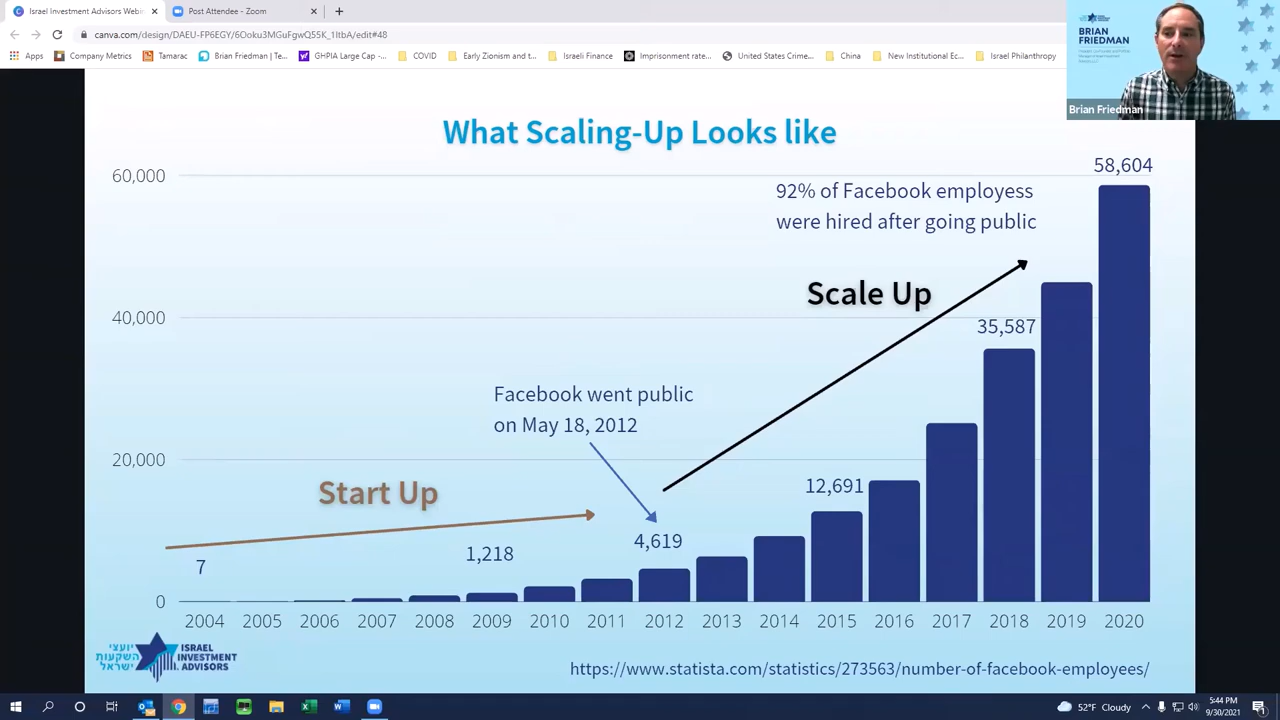 Israel Investment Advisors Webin
Post Attendee - Zoom
canva.com/design/DAEU-FP6EGY/6Ooku3MGuFgwQ55K_1ItbA/edit#48
Apps
Company Metrics
Tamarac
Brian Friedman | Te...
GHPIA Large Cap
COVID
Early Zionism and t...
Israeli Finance
Imprisonment rate...
United States Crime...
China
New Institutional Ec...
Israel Philanthropy
ISRAEL
BRIAN
FRIEDMAN
Brian Friedman
What Scaling-Up Looks like
58,604
60,000
92% of Facebook employess
were hired after going public
Scale Up
40,000
35,587
Facebook went public
on May 18, 2012
20,000
12,691
Start Up
4,619
1,218
7
0
2004 2005 2006 2007 2008 2009 2010 2011 2012 2013 2014 2015 2016 2017 2018 2019 2020
יועצי
השקעות
ישראל
ISRAEL
INVESTMENT
ADVISORS
https://www.statista.com/statistics/273563/number-of-facebook-employees/
52°F Cloudy
5:44 PM
9/30/2021